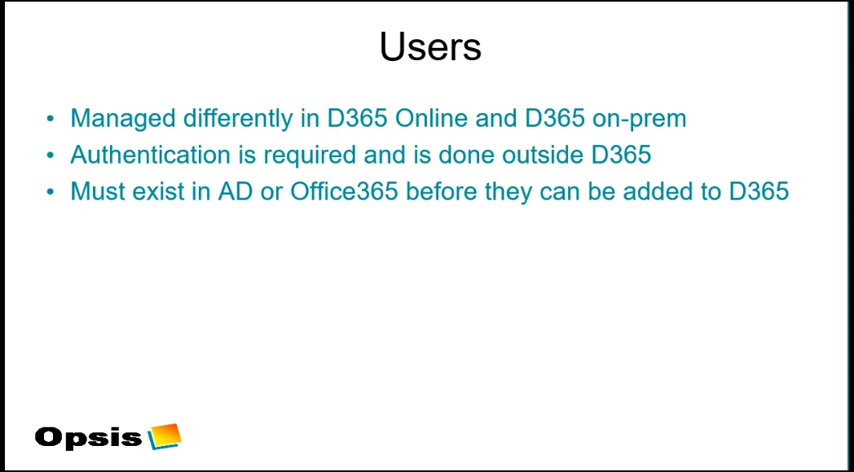 Users
• Managed differently in D365 Online and D365 on-prem
• Authentication is required and is done outside D365
• Must exist in AD or Office365 before they can be added to D365
Opsis